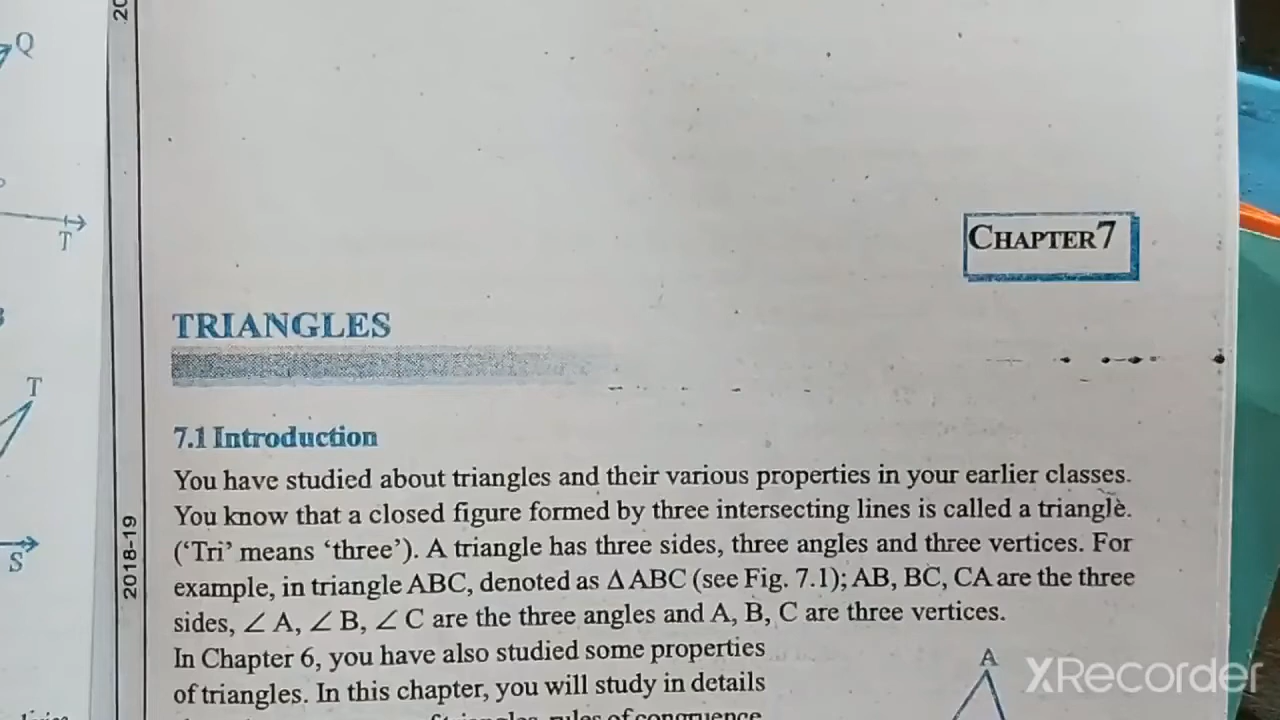 20
Q
T
T
S
2018-19
CHAPTER 7
TRIANGLES
7.1 Introduction
You have studied about triangles and their various properties in your earlier classes.
You know that a closed figure formed by three intersecting lines is called a triangle.
(‘Tri’ means ‘three’). A triangle has three sides, three angles and three vertices. For
example, in triangle ABC, denoted as Δ ABC (see Fig. 7.1); AB, BC, CA are the three
sides, ∠ A, ∠ B, ∠ C are the three angles and A, B, C are three vertices.
In Chapter 6, you have also studied some properties
of triangles. In this chapter, you will study in details
rules of congruence
A
XRecorder